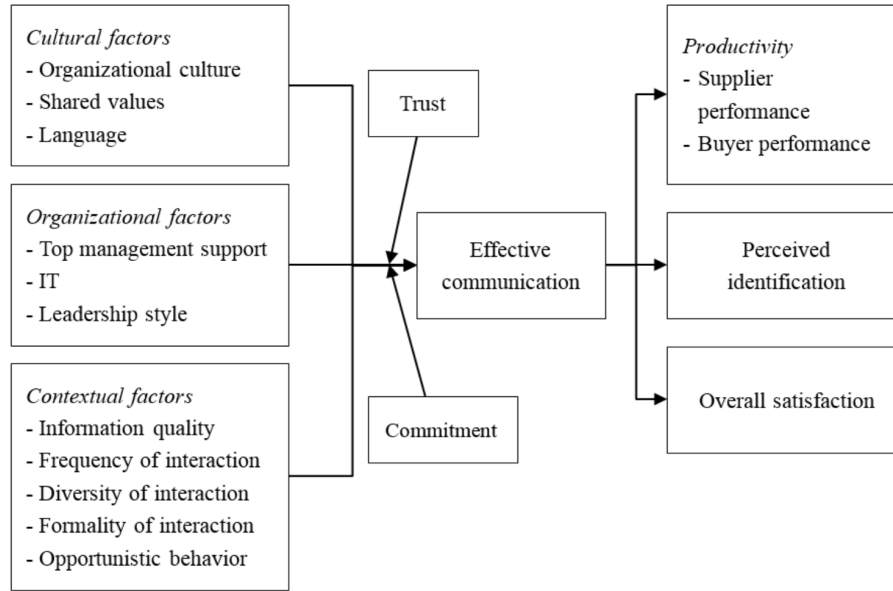 Cultural factors
- Organizational culture
- Shared values
- Language
Organizational factors
- Top management support
- IT
- Leadership style
Contextual factors
- Information quality
- Frequency of interaction
- Diversity of interaction
- Formality of interaction
- Opportunistic behavior
Trust
Commitment
Effective
communication
Productivity
- Supplier
performance
- Buyer performance
Perceived
identification
Overall satisfaction